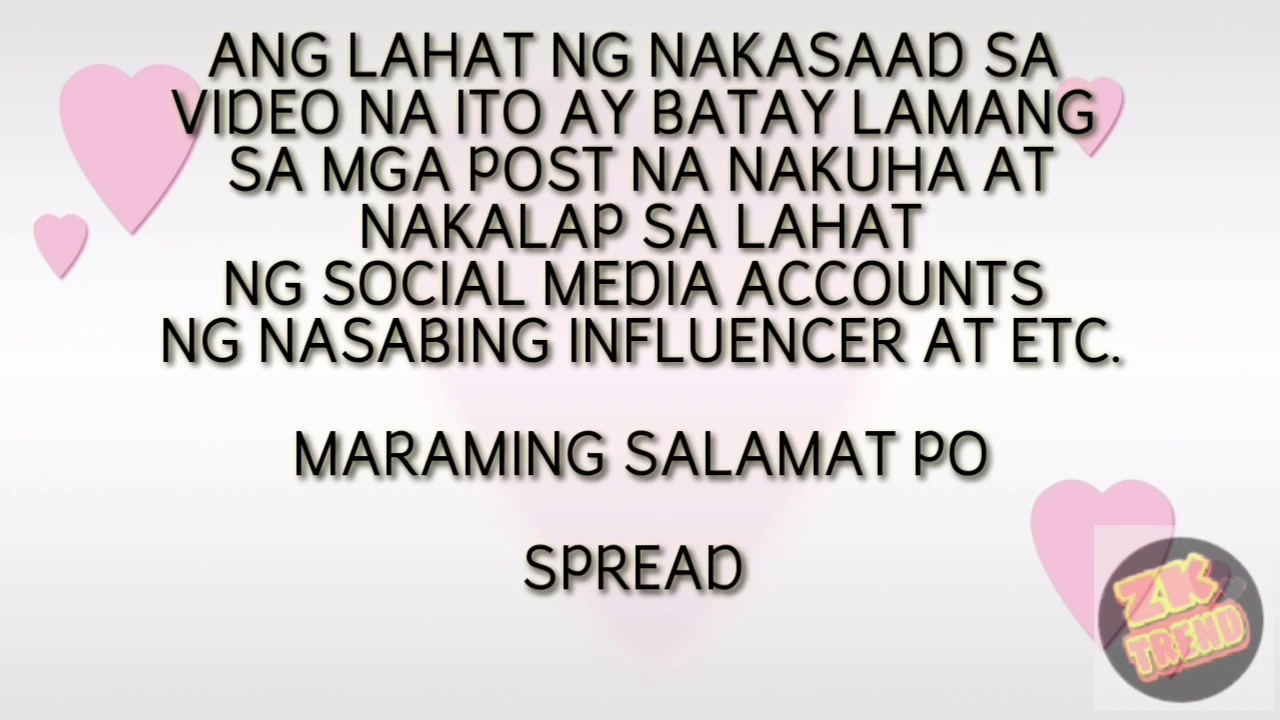 ANG LAHAT NG NAKASAAD SA
VIDEO NA ITO AY BATAY LAMANG
SA MGA POST NA NAKUHA AT
NAKALAP SA LAHAT
NG SOCIAL MEDIA ACCOUNTS
NG NASABING INFLUENCER AT ETC.
MARAMING SALAMAT PO
SPREAD
ZK
TREND